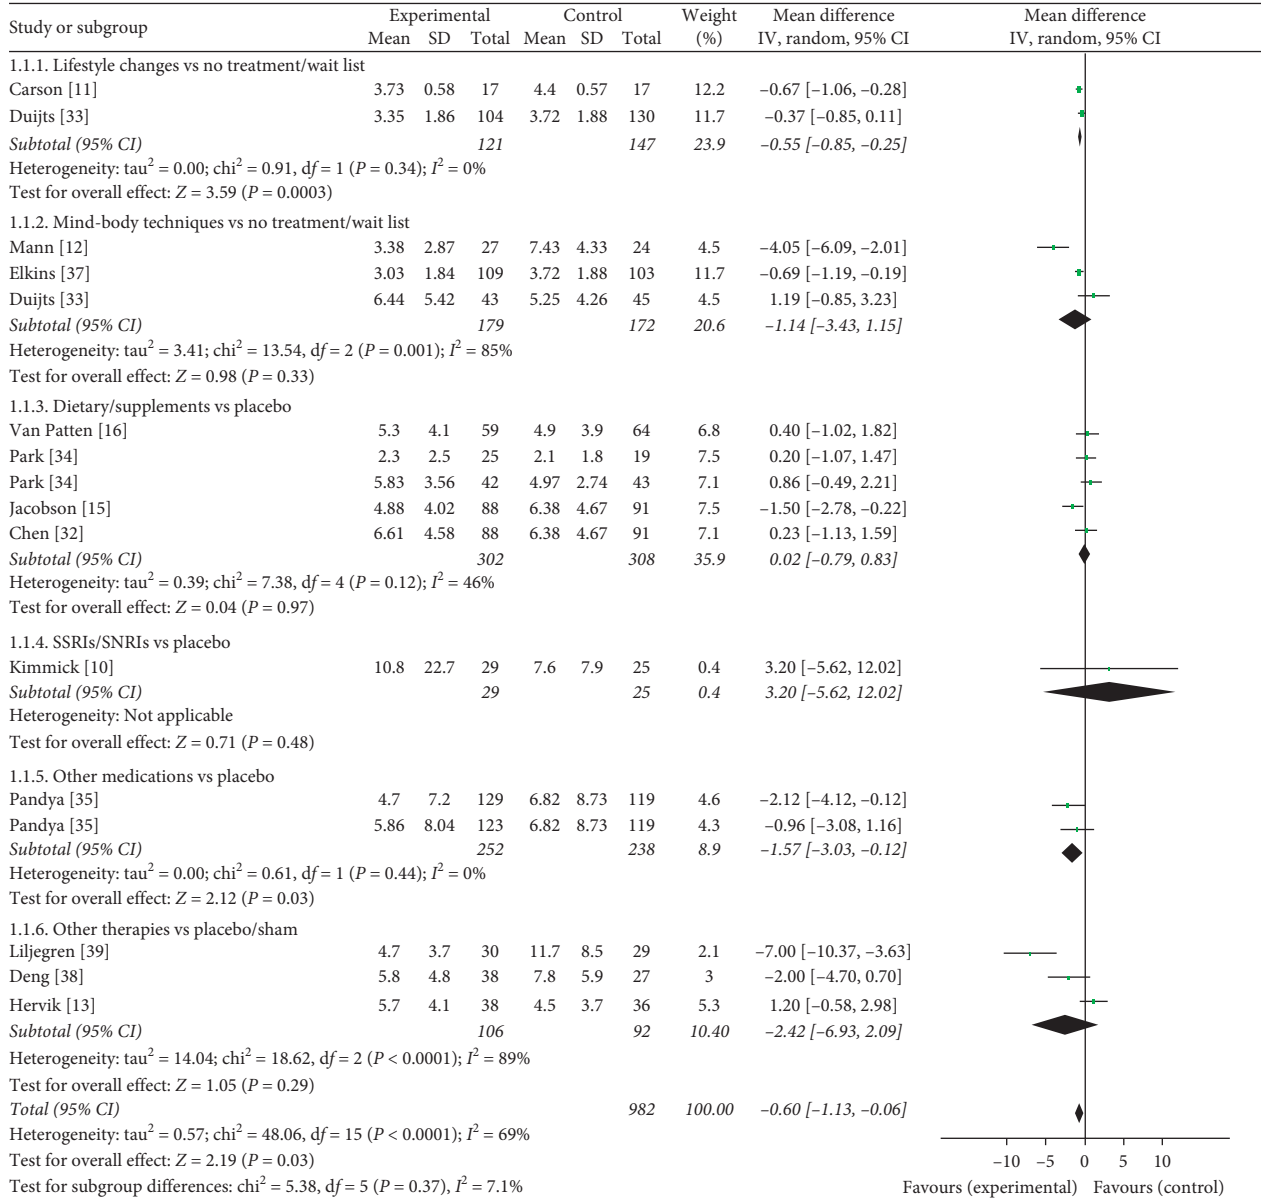 Study or subgroup Experimental Control Weight Mean difference Mean difference
Mean SD Total Mean SD Total (%) IV, random, 95% CI IV, random, 95% CI
1.1.1. Lifestyle changes vs no treatment/wait list
Carson [11] 3.73 0.58 17 4.4 0.57 17 12.2 –0.67 [–1.06, –0.28]
Duijts [33] 3.35 1.86 104 3.72 1.88 130 11.7 –0.37 [–0.85, 0.11]
Subtotal (95% CI) 121 147 23.9 –0.55 [–0.85, –0.25]
Heterogeneity: tau² = 0.00; chi² = 0.91, df = 1 (P = 0.34); I² = 0%
Test for overall effect: Z = 3.59 (P = 0.0003)
1.1.2. Mind-body techniques vs no treatment/wait list
Mann [12] 3.38 2.87 27 7.43 4.33 24 4.5 –4.05 [–6.09, –2.01]
Elkins [37] 3.03 1.84 109 3.72 1.88 103 11.7 –0.69 [–1.19, –0.19]
Duijts [33] 6.44 5.42 43 5.25 4.26 45 4.5 1.19 [–0.85, 3.23]
Subtotal (95% CI) 179 172 20.6 –1.14 [–3.43, 1.15]
Heterogeneity: tau² = 3.41; chi² = 13.54, df = 2 (P = 0.001); I² = 85%
Test for overall effect: Z = 0.98 (P = 0.33)
1.1.3. Dietary/supplements vs placebo
Van Patten [16] 5.3 4.1 59 4.9 3.9 64 6.8 0.40 [–1.02, 1.82]
Park [34] 2.3 2.5 25 2.1 1.8 19 7.5 0.20 [–1.07, 1.47]
Park [34] 5.83 3.56 42 4.97 2.74 43 7.1 0.86 [–0.49, 2.21]
Jacobson [15] 4.88 4.02 88 6.38 4.67 91 7.5 –1.50 [–2.78, –0.22]
Chen [32] 6.61 4.58 88 6.38 4.67 91 7.1 0.23 [–1.13, 1.59]
Subtotal (95% CI) 302 308 35.9 0.02 [–0.79, 0.83]
Heterogeneity: tau² = 0.39; chi² = 7.38, df = 4 (P = 0.12); I² = 46%
Test for overall effect: Z = 0.04 (P = 0.97)
1.1.4. SSRIs/SNRIs vs placebo
Kimmick [10] 10.8 22.7 29 7.6 7.9 25 0.4 3.20 [–5.62, 12.02]
Subtotal (95% CI) 29 25 0.4 3.20 [–5.62, 12.02]
Heterogeneity: Not applicable
Test for overall effect: Z = 0.71 (P = 0.48)
1.1.5. Other medications vs placebo
Pandya [35] 4.7 7.2 129 6.82 8.73 119 4.6 –2.12 [–4.12, –0.12]
Pandya [35] 5.86 8.04 123 6.82 8.73 119 4.3 –0.96 [–3.08, 1.16]
Subtotal (95% CI) 252 238 8.9 –1.57 [–3.03, –0.12]
Heterogeneity: tau² = 0.00; chi² = 0.61, df = 1 (P = 0.44); I² = 0%
Test for overall effect: Z = 2.12 (P = 0.03)
1.1.6. Other therapies vs placebo/sham
Liljegren [39] 4.7 3.7 30 11.7 8.5 29 2.1 –7.00 [–10.37, –3.63]
Deng [38] 5.8 4.8 38 7.8 5.9 27 3 –2.00 [–4.70, 0.70]
Hervik [13] 5.7 4.1 38 4.5 3.7 36 5.3 1.20 [–0.58, 2.98]
Subtotal (95% CI) 106 92 10.40 –2.42 [–6.93, 2.09]
Heterogeneity: tau² = 14.04; chi² = 18.62, df = 2 (P < 0.0001); I² = 89%
Test for overall effect: Z = 1.05 (P = 0.29)
Total (95% CI) 982 100.00 –0.60 [–1.13, –0.06]
Heterogeneity: tau² = 0.57; chi² = 48.06, df = 15 (P < 0.0001); I² = 69%
Test for overall effect: Z = 2.19 (P = 0.03)
Test for subgroup differences: chi² = 5.38, df = 5 (P = 0.37), I² = 7.1%
–10 –5 0 5 10
Favours (experimental) Favours (control)